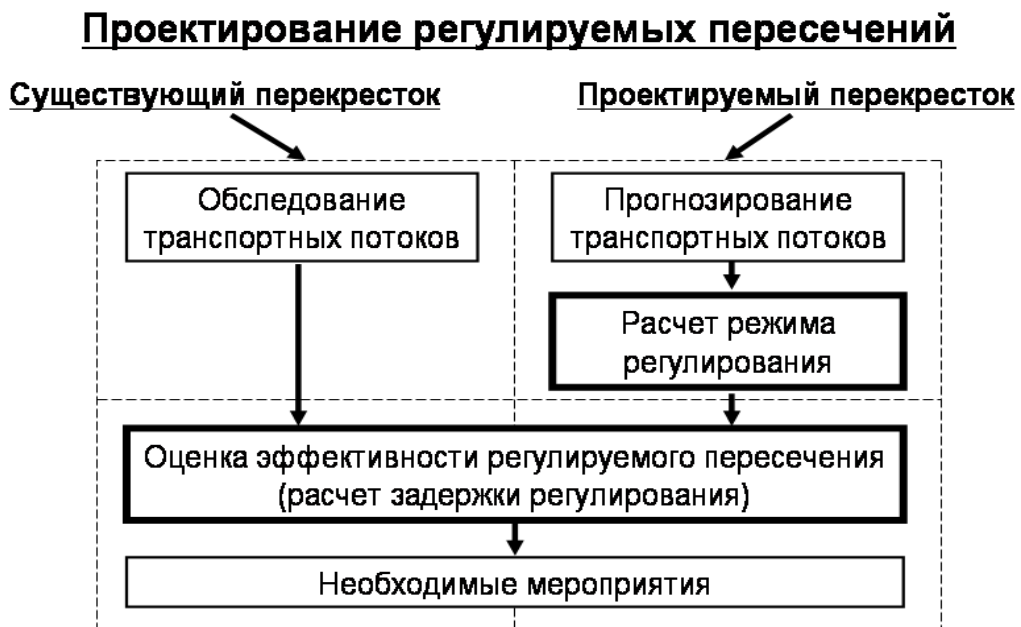 Проектирование регулируемых пересечений
Существующий перекресток
Проектируемый перекресток
Обследование
транспортных потоков
Прогнозирование
транспортных потоков
Расчет режима
регулирования
Оценка эффективности регулируемого пересечения
(расчет задержки регулирования)
Необходимые мероприятия